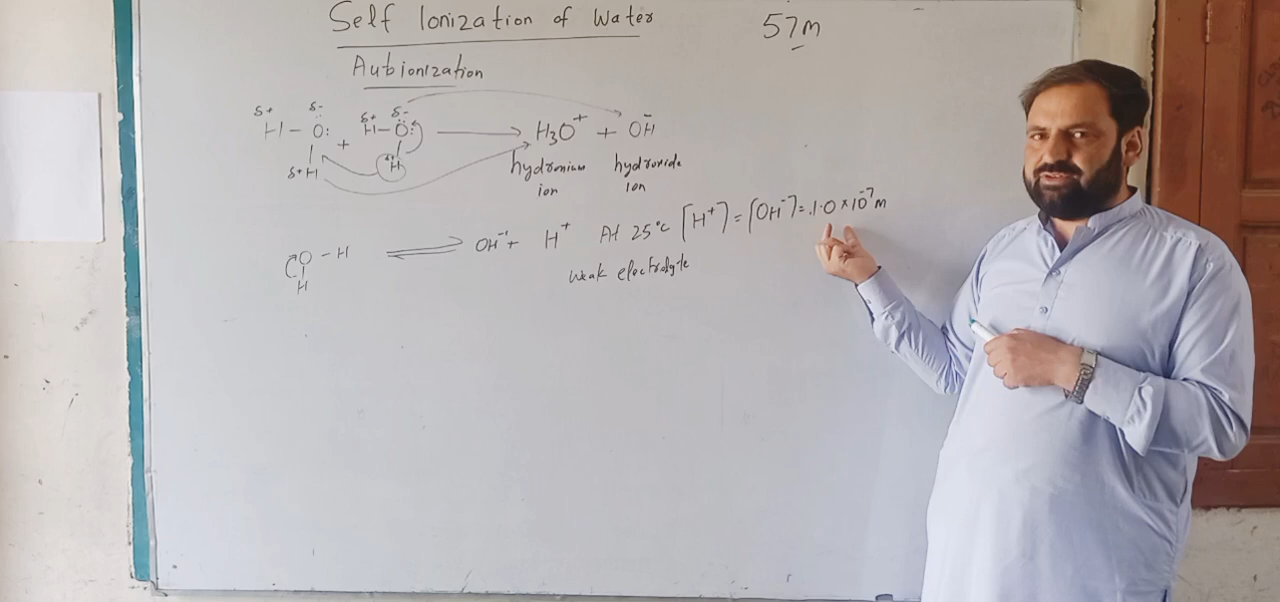 Self Ionization of Water
57m
Autoionization
δ+ δ- δ+ δ-
H-O: + H-O: → H3O+ + OH-
δ+H δ+H
hydronium ion
hydroxide ion
O-H ⇌ OH-1 + H+ At 25°c [H+] = [OH-] = 1.0 × 10-7 m
H
weak electrolyte